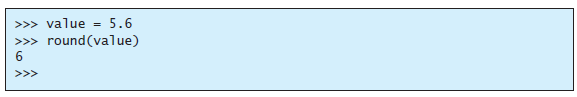 >>> value = 5.6
>>> round(value)
6
>>>